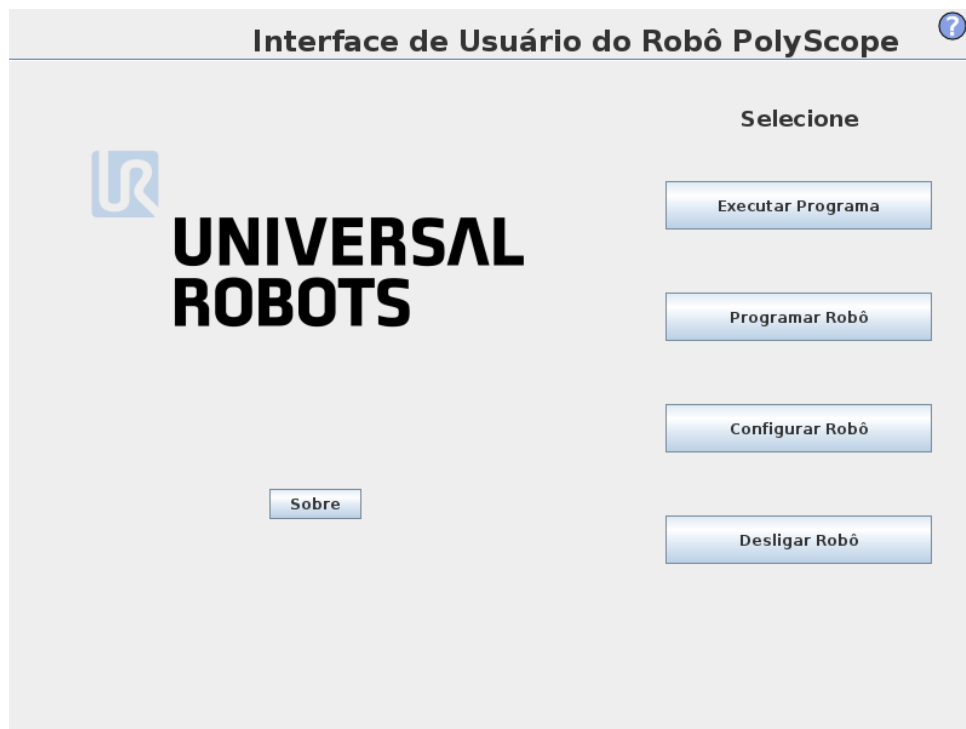 Interface de Usuário do Robô PolyScope
?
Selecione
UR
UNIVERSAL
ROBOTS
Executar Programa
Programar Robô
Configurar Robô
Sobre
Desligar Robô